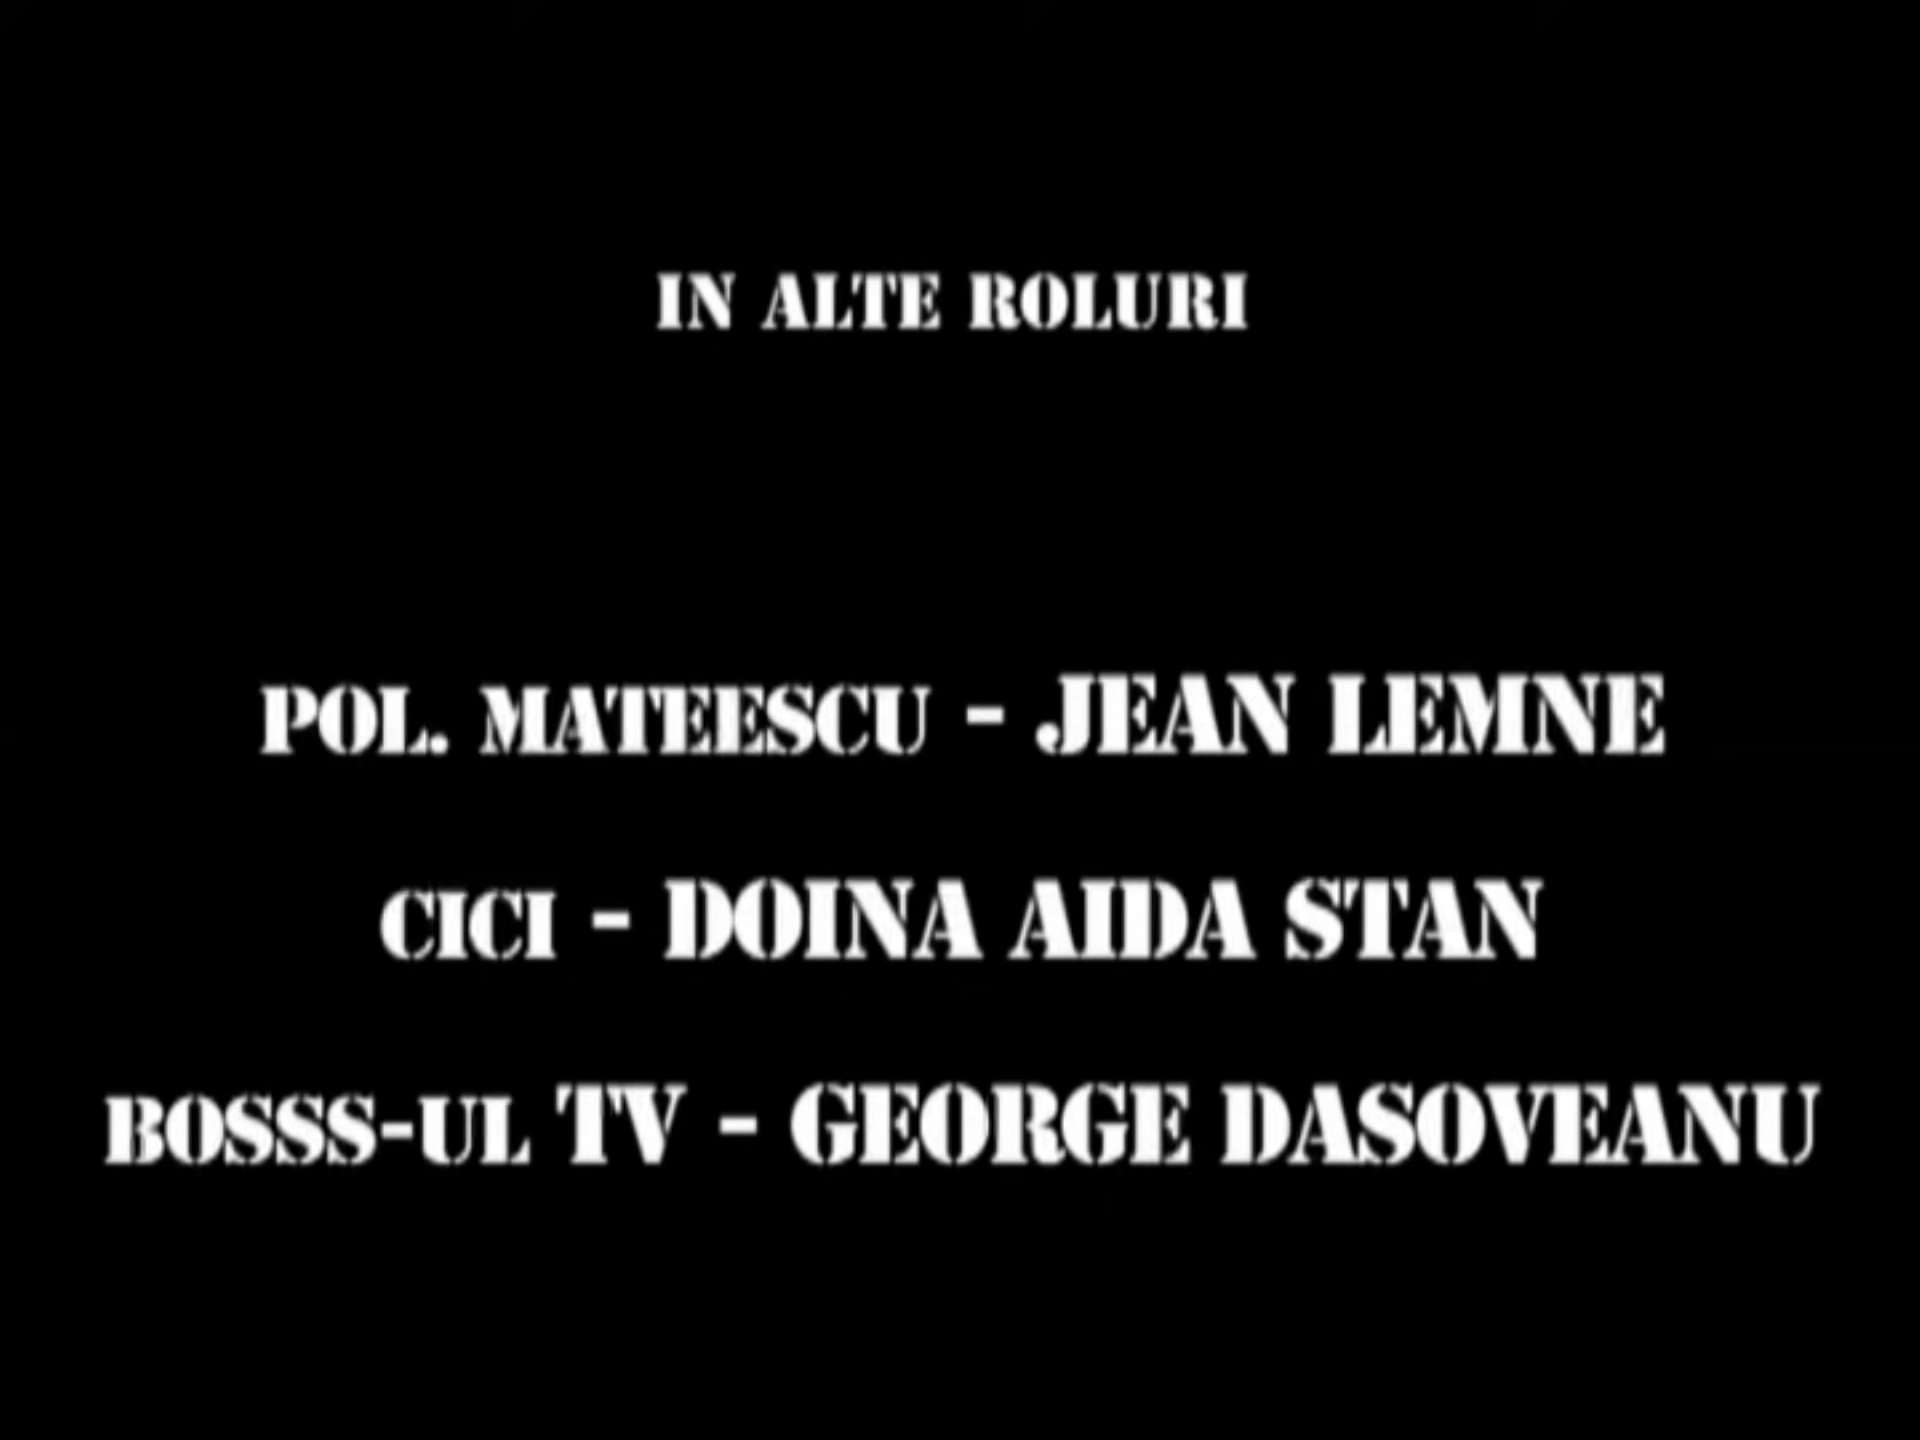 IN ALTE ROLURI
POL. MATEESCU - JEAN LEMNE
CICI - DOINA AIDA STAN
BOSSS-UL TV - GEORGE DASOVEANU